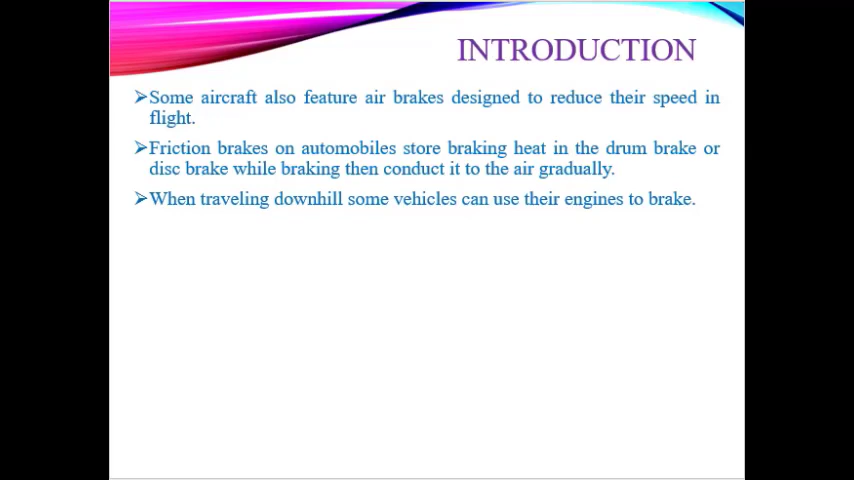 INTRODUCTION
➢Some aircraft also feature air brakes designed to reduce their speed in
flight.
➢Friction brakes on automobiles store braking heat in the drum brake or
disc brake while braking then conduct it to the air gradually.
➢When traveling downhill some vehicles can use their engines to brake.